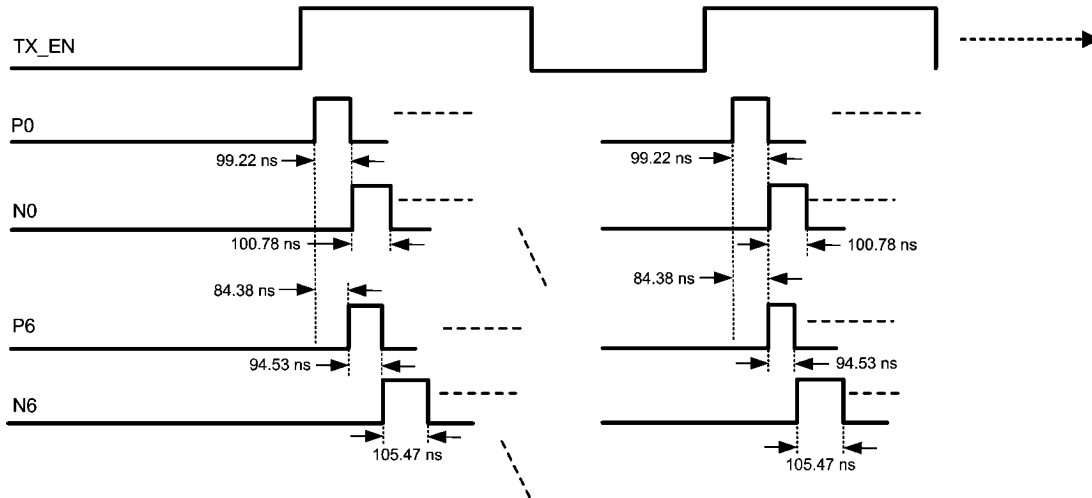 TX_EN
P0
99.22 ns
99.22 ns
N0
100.78 ns
100.78 ns
84.38 ns
84.38 ns
P6
94.53 ns
94.53 ns
N6
105.47 ns
105.47 ns